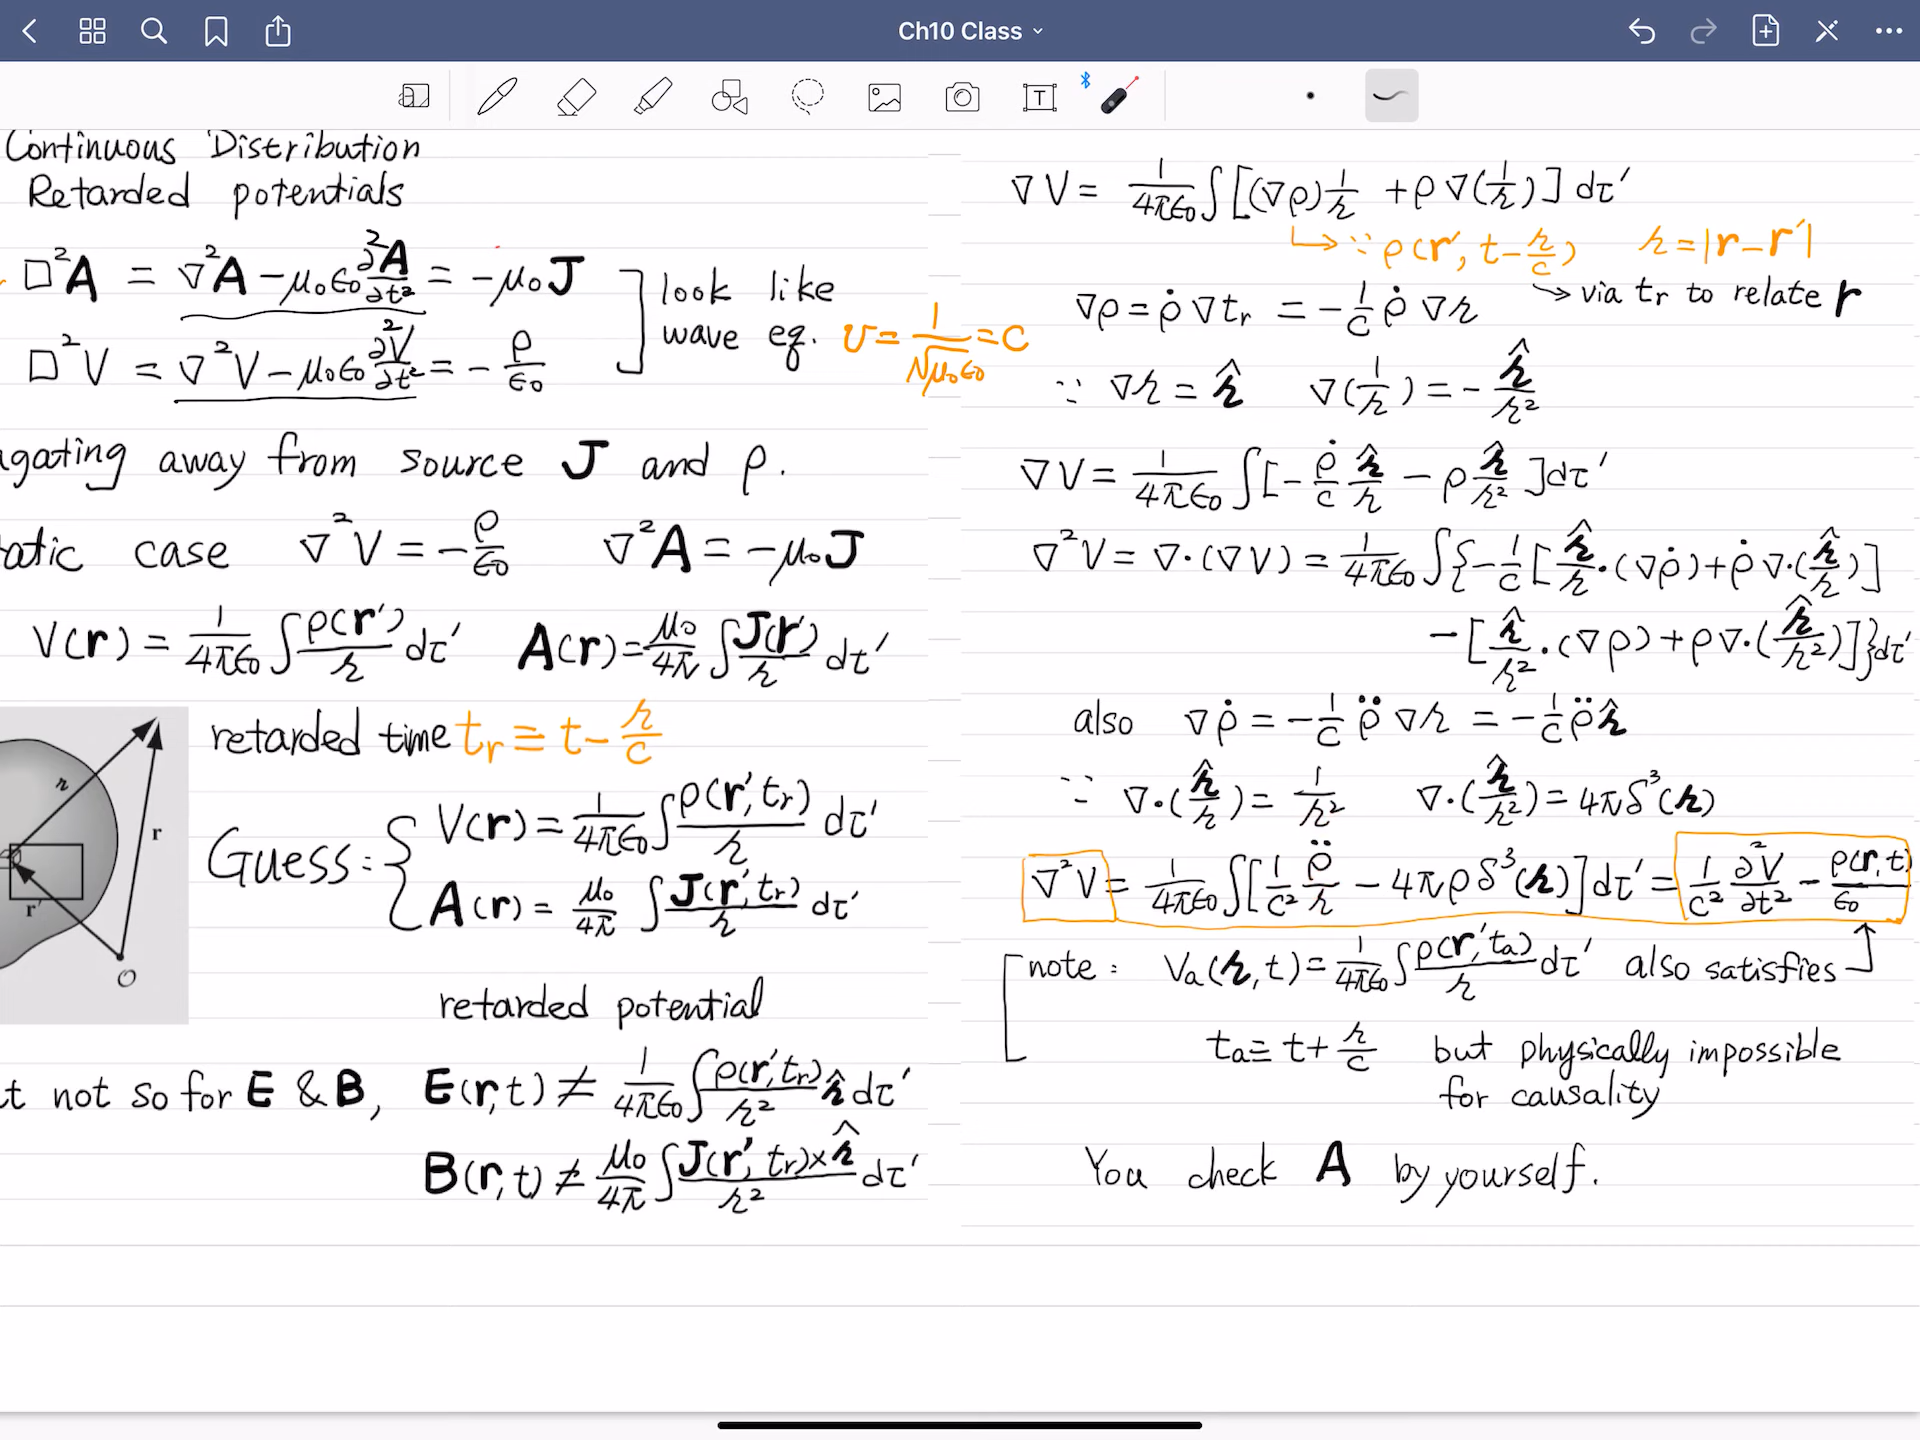 Ch10 Class
Continuous Distribution
Retarded potentials
□²A = ∇²A − μ₀ε₀ ∂²A/∂t² = −μ₀J
□²V = ∇²V − μ₀ε₀ ∂²V/∂t² = − ρ/ε₀
look like
wave eq. v = 1/√μ₀ε₀ = c
agating away from source J and ρ.
tatic case ∇²V = − ρ/ε₀ ∇²A = −μ₀J
V(r) = 1/4πε₀ ∫ ρ(r′)/𝓇 dτ′ A(r) = μ₀/4π ∫ J(r′)/𝓇 dτ′
retarded time tr ≡ t − 𝓇/c
Guess: V(r) = 1/4πε₀ ∫ ρ(r′, tr)/𝓇 dτ′
A(r) = μ₀/4π ∫ J(r′, tr)/𝓇 dτ′
𝓇
r
r′
O
retarded potential
t not so for E & B, E(r, t) ≠ 1/4πε₀ ∫ ρ(r′, tr)/𝓇² 𝓇̂ dτ′
B(r, t) ≠ μ₀/4π ∫ J(r′, tr) × 𝓇̂/𝓇² dτ′
∇V = 1/4πε₀ ∫ [(∇ρ) 1/𝓇 + ρ∇(1/𝓇)] dτ′
↳ ∵ ρ(r′, t − 𝓇/c) 𝓇 = |r − r′|
↳ via tr to relate r
∇ρ = ρ̇ ∇tr = − 1/c ρ̇ ∇𝓇
∵ ∇𝓇 = 𝓇̂ ∇(1/𝓇) = − 𝓇̂/𝓇²
∇V = 1/4πε₀ ∫ [− ρ̇/c 𝓇̂/𝓇 − ρ 𝓇̂/𝓇²] dτ′
∇²V = ∇·(∇V) = 1/4πε₀ ∫ {− 1/c [𝓇̂/𝓇 · (∇ρ̇) + ρ̇ ∇·(𝓇̂/𝓇)]
− [𝓇̂/𝓇² · (∇ρ) + ρ∇·(𝓇̂/𝓇²)]} dτ′
also ∇ρ̇ = − 1/c ρ̈ ∇𝓇 = − 1/c ρ̈ 𝓇̂
∵ ∇·(𝓇̂/𝓇) = 1/𝓇² ∇·(𝓇̂/𝓇²) = 4πδ³(𝓇)
∇²V = 1/4πε₀ ∫ [1/c² ρ̈/𝓇 − 4πρδ³(𝓇)] dτ′ = 1/c² ∂²V/∂t² − ρ(r, t)/ε₀
note: Va(𝓇, t) = 1/4πε₀ ∫ ρ(r′, ta)/𝓇 dτ′ also satisfies
ta ≡ t + 𝓇/c but physically impossible
for causality
You check A by yourself.